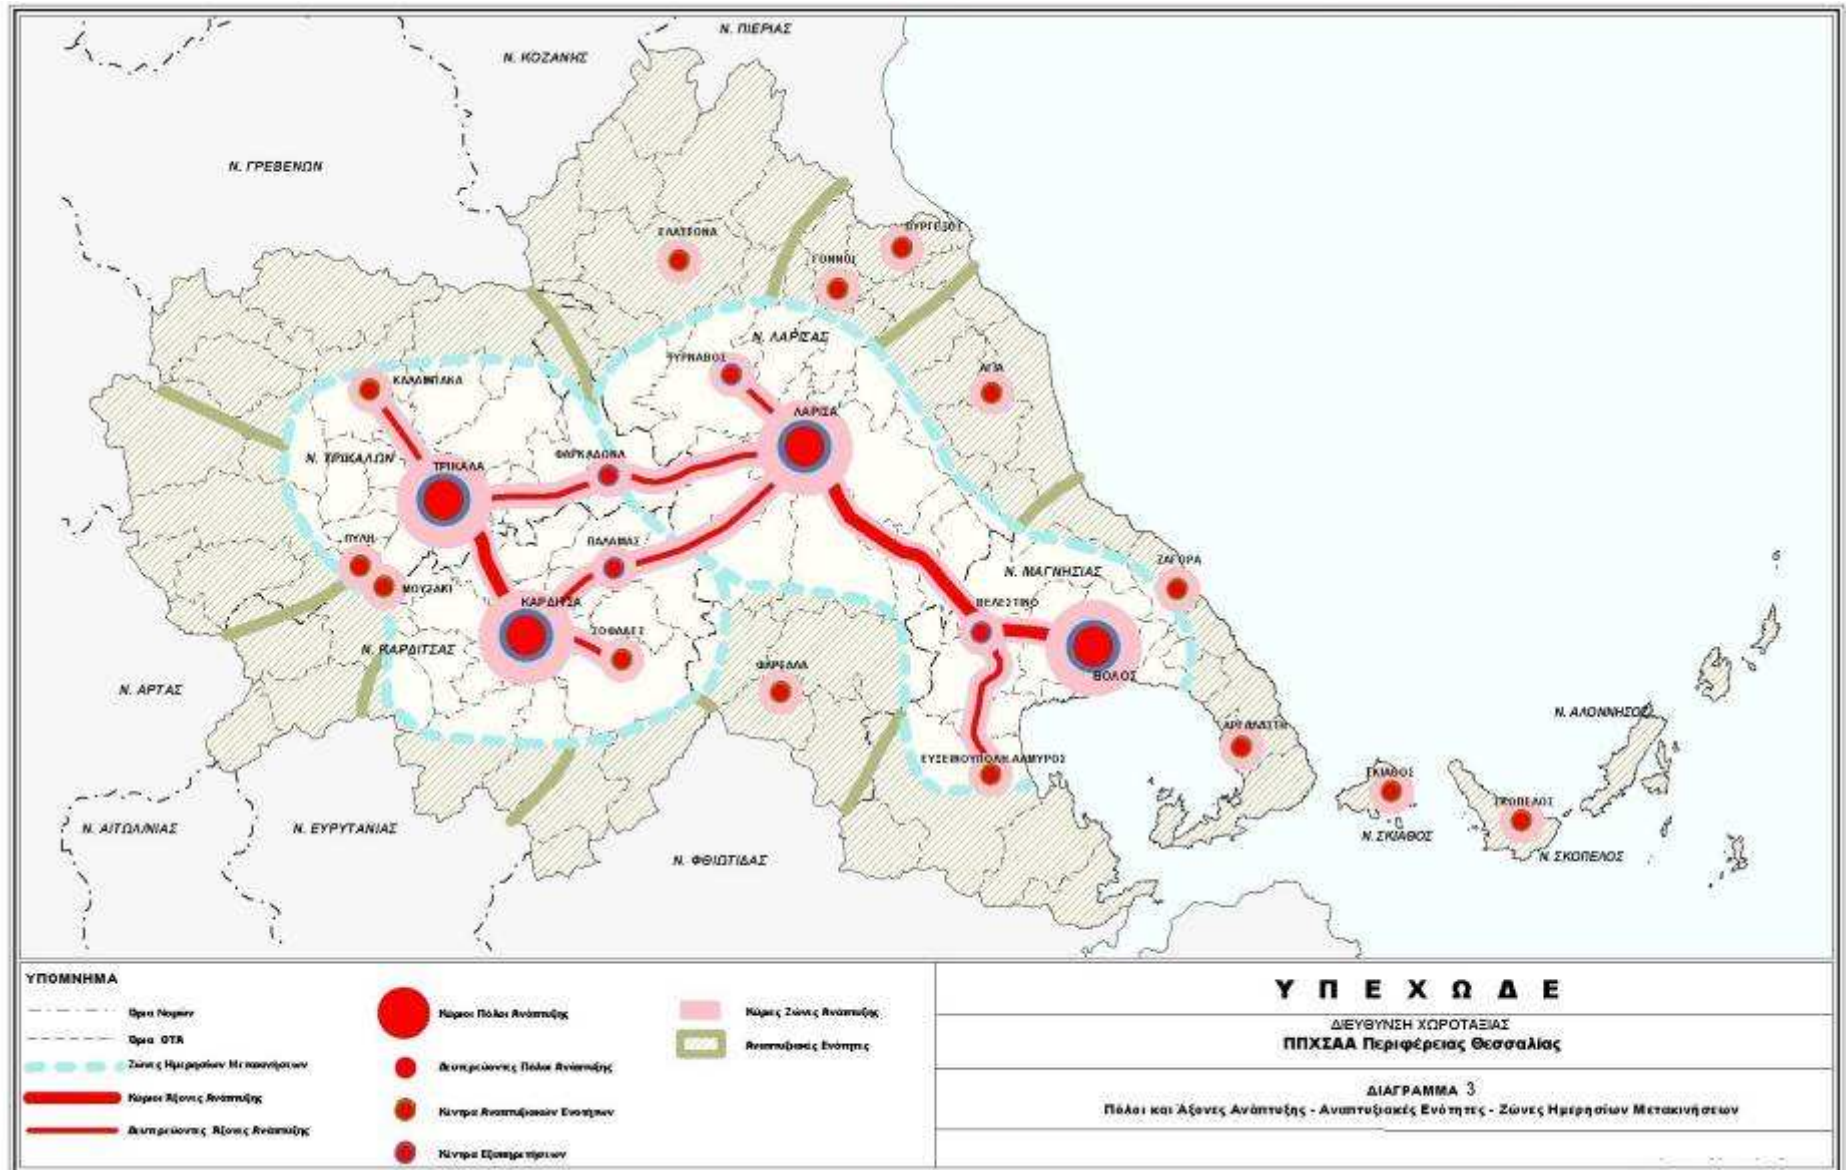 Ν. ΠΙΕΡΙΑΣ
Ν. ΚΟΖΑΝΗΣ
Ν. ΓΡΕΒΕΝΩΝ
ΕΛΑΣΣΟΝΑ
ΠΥΡΓΕΤΟΣ
ΓΟΝΝΟΙ
Ν. ΛΑΡΙΣΑΣ
ΤΥΡΝΑΒΟΣ
ΑΓΙΑ
ΚΑΛΑΜΠΑΚΑ
ΛΑΡΙΣΑ
Ν. ΤΡΙΚΑΛΩΝ
ΤΡΙΚΑΛΑ
ΦΑΡΚΑΔΟΝΑ
ΠΥΛΗ
ΠΑΛΑΜΑΣ
ΜΟΥΖΑΚΙ
ΖΑΓΟΡΑ
Ν. ΜΑΓΝΗΣΙΑΣ
ΚΑΡΔΙΤΣΑ
ΒΕΛΕΣΤΙΝΟ
ΣΟΦΑΔΕΣ
Ν. ΚΑΡΔΙΤΣΑΣ
ΦΑΡΣΑΛΑ
ΒΟΛΟΣ
Ν. ΑΡΤΑΣ
Ν. ΑΛΟΝΝΗΣΟΣ
ΑΡΓΑΛΑΣΤΗ
ΕΥΞΕΙΝΟΥΠΟΛΗ ΑΛΜΥΡΟΣ
ΣΚΙΑΘΟΣ
ΣΚΟΠΕΛΟΣ
Ν. ΑΙΤΩΛ/ΝΙΑΣ
Ν. ΕΥΡΥΤΑΝΙΑΣ
Ν. ΣΚΙΑΘΟΣ
Ν. ΣΚΟΠΕΛΟΣ
Ν. ΦΘΙΩΤΙΔΑΣ
ΥΠΟΜΝΗΜΑ
Όρια Νομών
Όρια ΟΤΑ
Ζώνες Ημερησίων Μετακινήσεων
Κύριοι Άξονες Ανάπτυξης
Δευτερεύοντες Άξονες Ανάπτυξης
Κύριοι Πόλοι Ανάπτυξης
Δευτερεύοντες Πόλοι Ανάπτυξης
Κέντρα Αναπτυξιακών Ενοτήτων
Κέντρα Εξυπηρετήσεων
Κύριες Ζώνες Ανάπτυξης
Αναπτυξιακές Ενότητες
Υ Π Ε Χ Ω Δ Ε
ΔΙΕΥΘΥΝΣΗ ΧΩΡΟΤΑΞΙΑΣ
ΠΠΧΣΑΑ Περιφέρειας Θεσσαλίας
ΔΙΑΓΡΑΜΜΑ 3
Πόλοι και Άξονες Ανάπτυξης - Αναπτυξιακές Ενότητες - Ζώνες Ημερησίων Μετακινήσεων